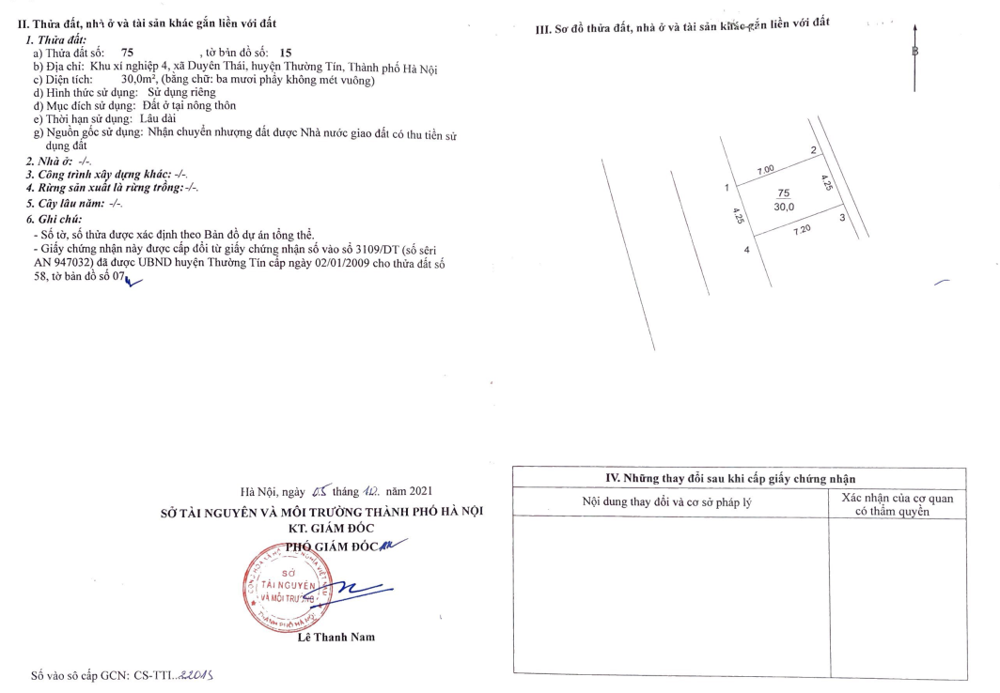 II. Thửa đất, nhà ở và tài sản khác gắn liền với đất
1. Thửa đất:
a) Thửa đất số: 75 , tờ bản đồ số: 15
b) Địa chỉ: Khu xí nghiệp 4, xã Duyên Thái, huyện Thường Tín, Thành phố Hà Nội
c) Diện tích: 30,0m², (bằng chữ: ba mươi phẩy không mét vuông)
d) Hình thức sử dụng: Sử dụng riêng
đ) Mục đích sử dụng: Đất ở tại nông thôn
e) Thời hạn sử dụng: Lâu dài
g) Nguồn gốc sử dụng: Nhận chuyển nhượng đất được Nhà nước giao đất có thu tiền sử
dụng đất
2. Nhà ở: -/-.
3. Công trình xây dựng khác: -/-.
4. Rừng sản xuất là rừng trồng: -/-.
5. Cây lâu năm: -/-.
6. Ghi chú:
- Số tờ, số thửa được xác định theo Bản đồ dự án tổng thể.
- Giấy chứng nhận này được cấp đổi từ giấy chứng nhận số vào sổ 3109/DT (số sêri
AN 947032) đã được UBND huyện Thường Tín cấp ngày 02/01/2009 cho thửa đất số
58, tờ bản đồ số 07.
Hà Nội, ngày 05 tháng 10. năm 2021
SỞ TÀI NGUYÊN VÀ MÔI TRƯỜNG THÀNH PHỐ HÀ NỘI
KT. GIÁM ĐỐC
PHÓ GIÁM ĐỐC
SỞ
TÀI NGUYÊN
VÀ MÔI TRƯỜNG
THÀNH PHỐ HÀ NỘI
Lê Thanh Nam
Số vào sổ cấp GCN: CS-TTI..22015
III. Sơ đồ thửa đất, nhà ở và tài sản khác gắn liền với đất
B
2
7.00
1
75
30,0
4.25
4.25
3
7.20
4
IV. Những thay đổi sau khi cấp giấy chứng nhận
Nội dung thay đổi và cơ sở pháp lý
Xác nhận của cơ quan
có thẩm quyền